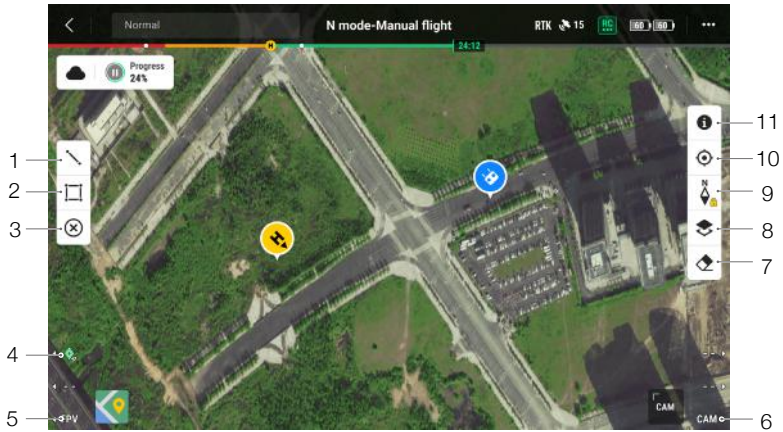 Normal
N mode-Manual flight
RTK
15
RC
60
60
H
24:12
Progress
24%
1
2
3
4
5
N
11
10
9
8
7
6
H
FPV
CAM
CAM